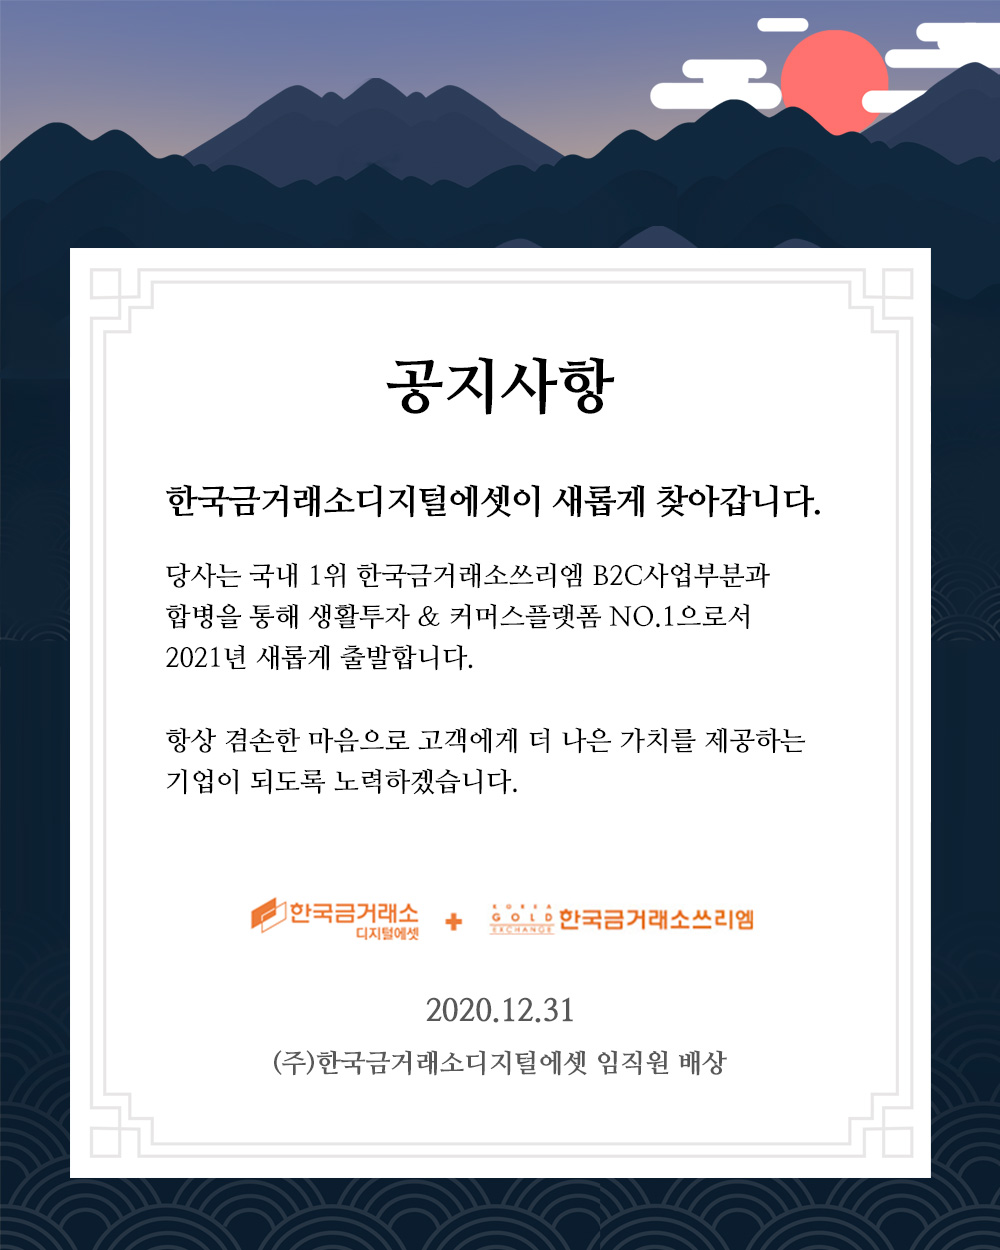 공지사항
한국금거래소디지털에셋이 새롭게 찾아갑니다.
당사는 국내 1위 한국금거래소쓰리엠 B2C사업부분과
합병을 통해 생활투자 & 커머스플랫폼 NO.1으로서
2021년 새롭게 출발합니다.
항상 겸손한 마음으로 고객에게 더 나은 가치를 제공하는
기업이 되도록 노력하겠습니다.
한국금거래소
디지털에셋
+
KOREA
GOLD
EXCHANGE
한국금거래소쓰리엠
2020.12.31
(주)한국금거래소디지털에셋 임직원 배상